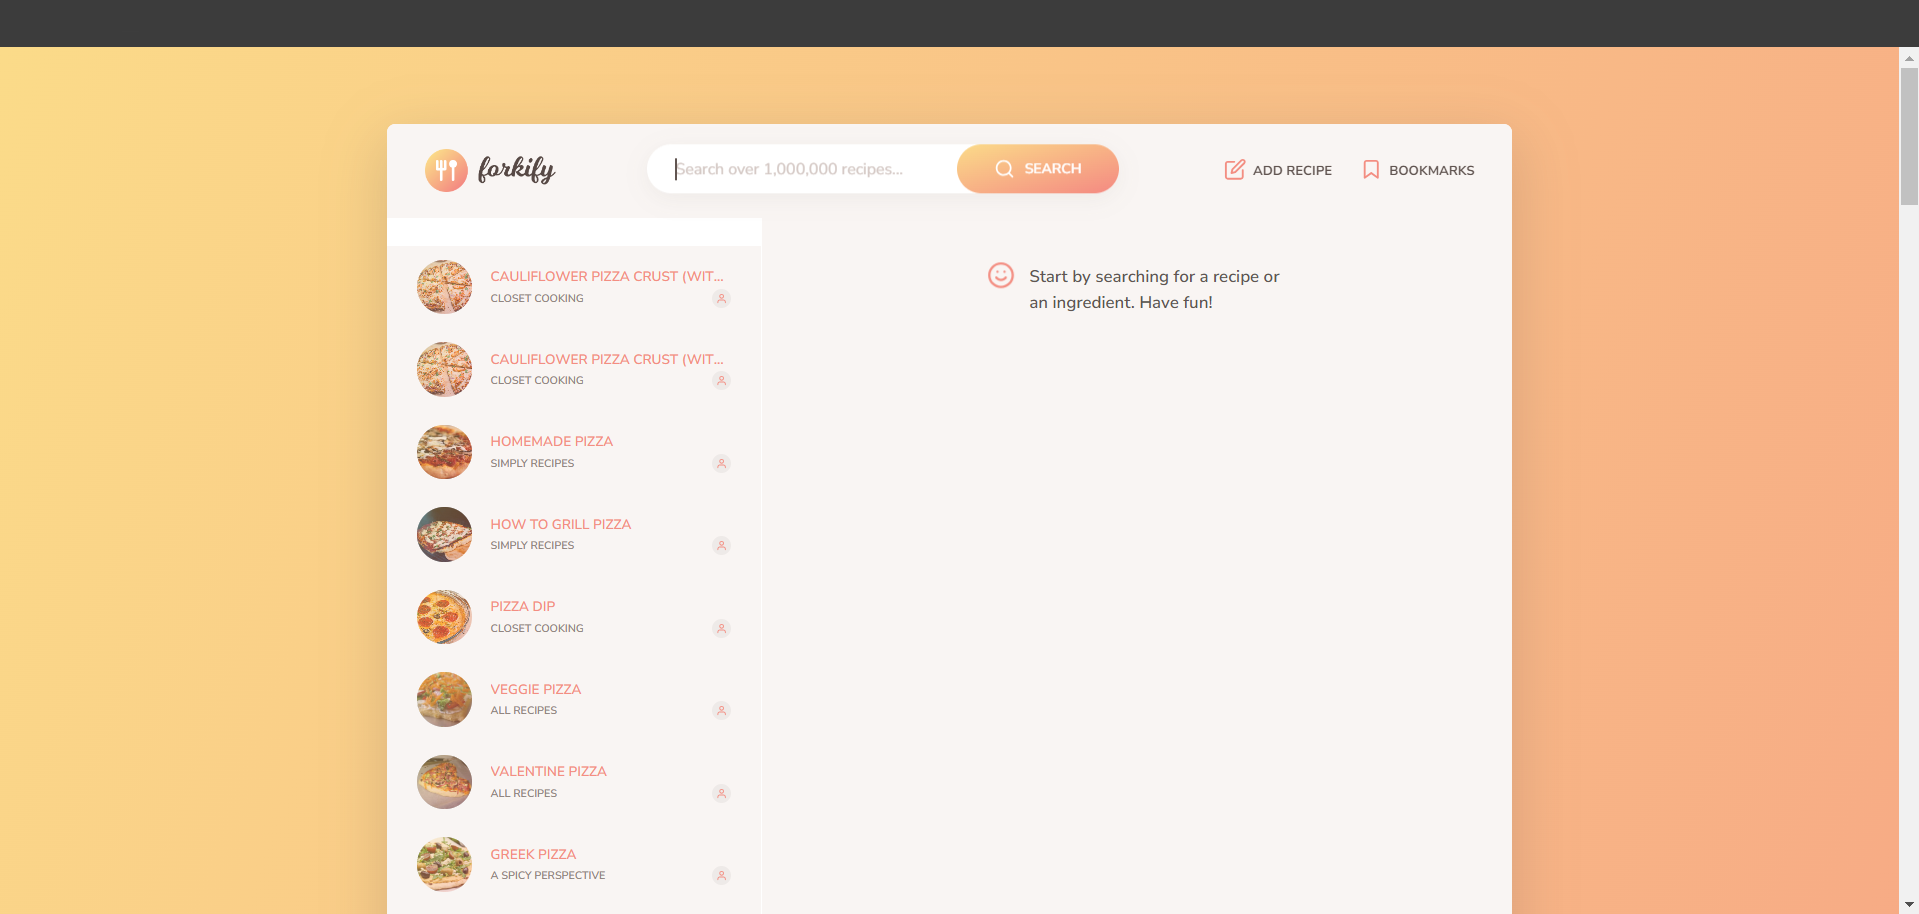 forkify
Search over 1,000,000 recipes...
SEARCH
ADD RECIPE
BOOKMARKS
CAULIFLOWER PIZZA CRUST (WIT...
CLOSET COOKING
CAULIFLOWER PIZZA CRUST (WIT...
CLOSET COOKING
HOMEMADE PIZZA
SIMPLY RECIPES
HOW TO GRILL PIZZA
SIMPLY RECIPES
PIZZA DIP
CLOSET COOKING
VEGGIE PIZZA
ALL RECIPES
VALENTINE PIZZA
ALL RECIPES
GREEK PIZZA
A SPICY PERSPECTIVE
Start by searching for a recipe or
an ingredient. Have fun!